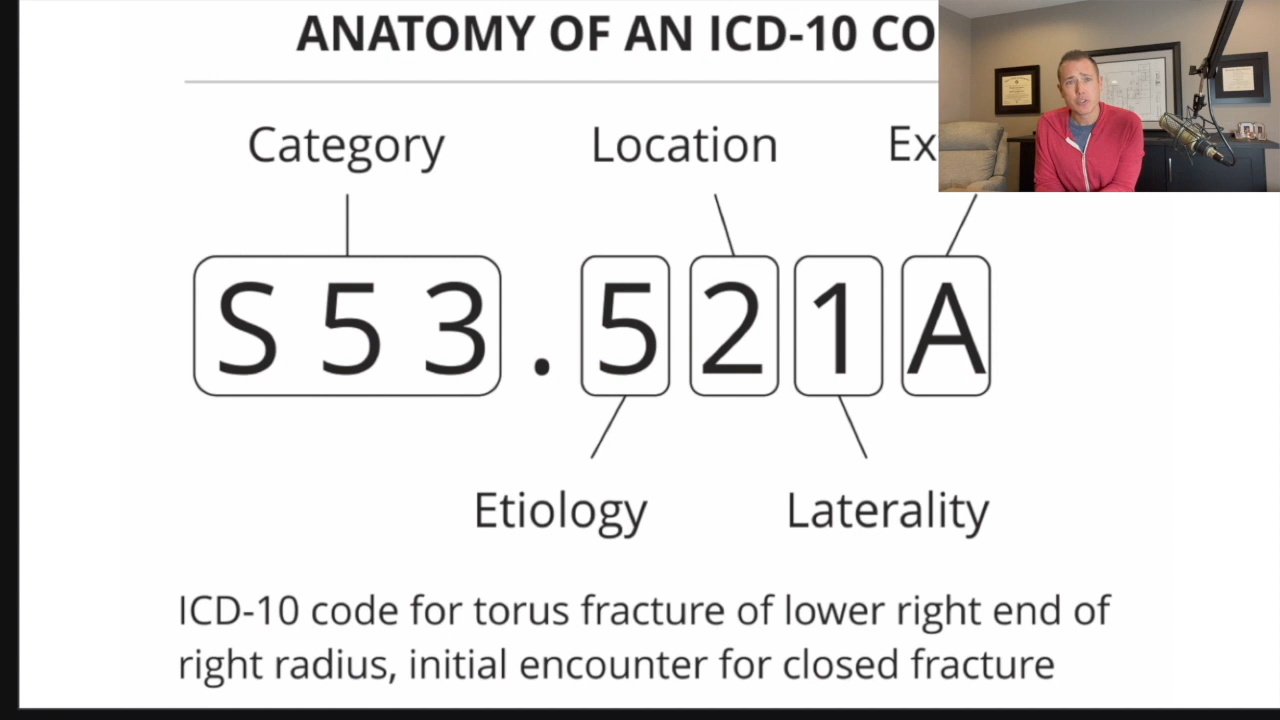 ANATOMY OF AN ICD-10 CO
Category Location Ex
S53.521A
Etiology Laterality
ICD-10 code for torus fracture of lower right end of
right radius, initial encounter for closed fracture